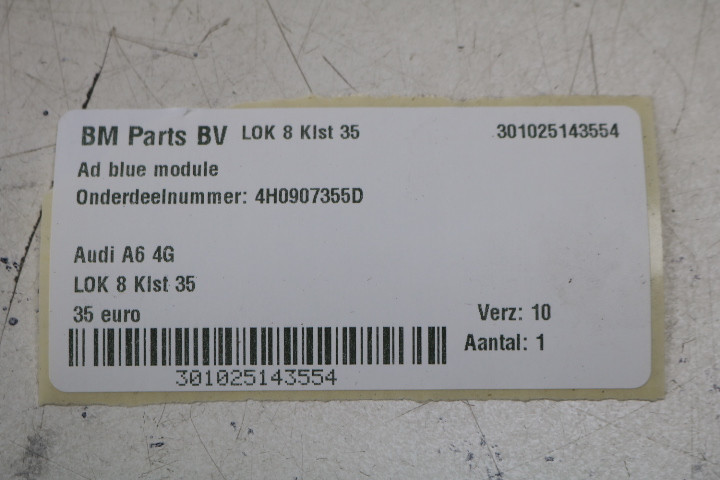 BM Parts BV LOK 8 Klst 35 301025143554
Ad blue module
Onderdeelnummer: 4H0907355D
Audi A6 4G
LOK 8 Klst 35
35 euro Verz: 10
Aantal: 1
301025143554